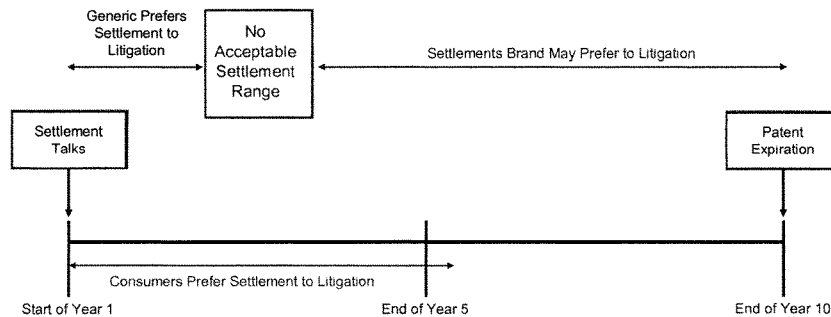 Generic Prefers
Settlement to
Litigation
No
Acceptable
Settlement
Range
Settlements Brand May Prefer to Litigation
Settlement
Talks
Patent
Expiration
Consumers Prefer Settlement to Litigation
Start of Year 1
End of Year 5
End of Year 10